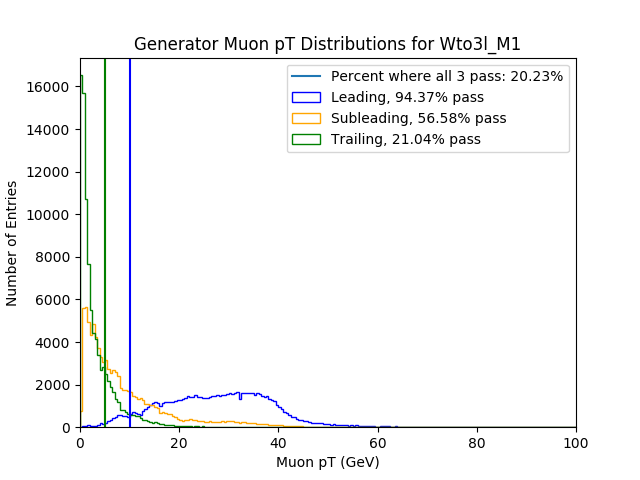 Generator Muon pT Distributions for Wto3l_M1
Percent where all 3 pass: 20.23%
Leading, 94.37% pass
Subleading, 56.58% pass
Trailing, 21.04% pass
Number of Entries
16000
14000
12000
10000
8000
6000
4000
2000
0
0 20 40 60 80 100
Muon pT (GeV)